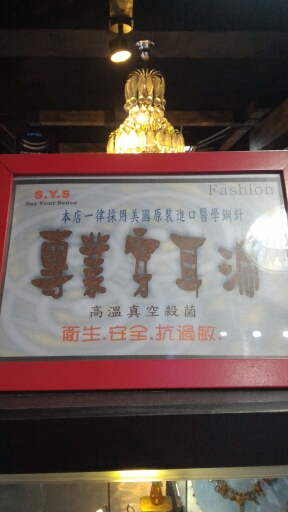 S.Y.S
Say Your Sense
Fashion
本店一律採用美國原裝進口醫學鋼針
專業穿耳洞
高溫真空殺菌
衛生.安全.抗過敏.